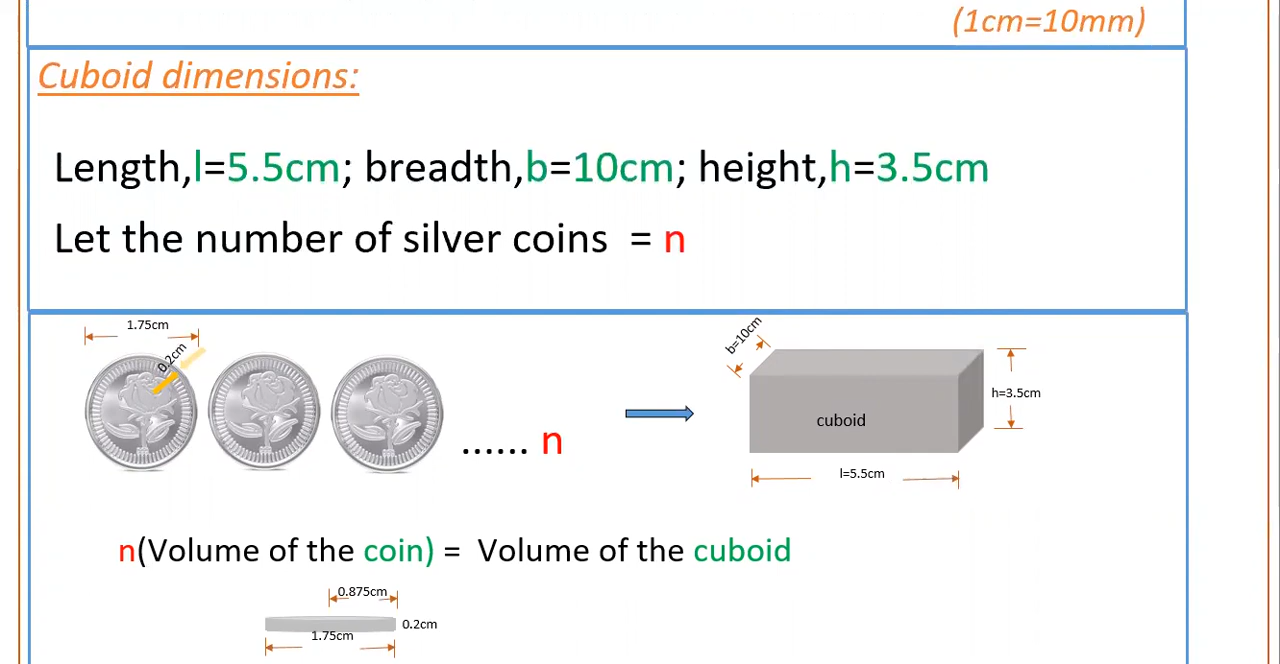 (1cm=10mm)
Cuboid dimensions:
Length,l=5.5cm; breadth,b=10cm; height,h=3.5cm
Let the number of silver coins = n
1.75cm
0.2cm
...... n
b=10cm
cuboid
h=3.5cm
l=5.5cm
n(Volume of the coin) = Volume of the cuboid
0.875cm
0.2cm
1.75cm